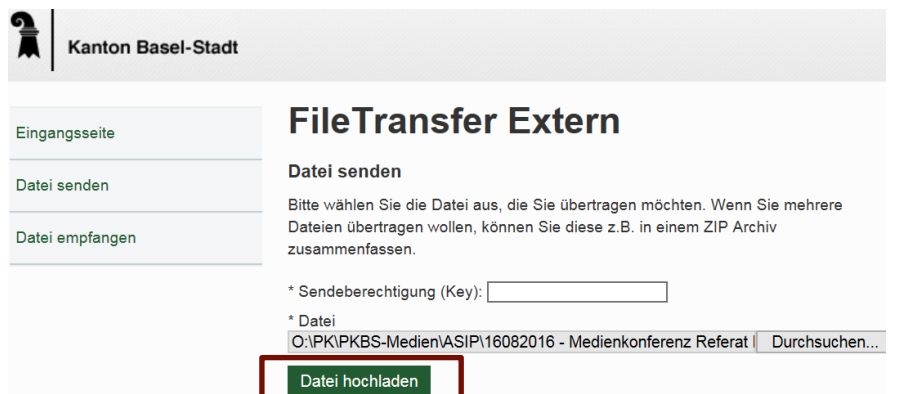 Kanton Basel-Stadt
Eingangsseite
Datei senden
Datei empfangen
FileTransfer Extern
Datei senden
Bitte wählen Sie die Datei aus, die Sie übertragen möchten. Wenn Sie mehrere
Dateien übertragen wollen, können Sie diese z.B. in einem ZIP Archiv
zusammenfassen.
* Sendeberechtigung (Key):
* Datei
O:\PK\PKBS-Medien\ASIP\16082016 - Medienkonferenz Referat Durchsuchen...
Datei hochladen